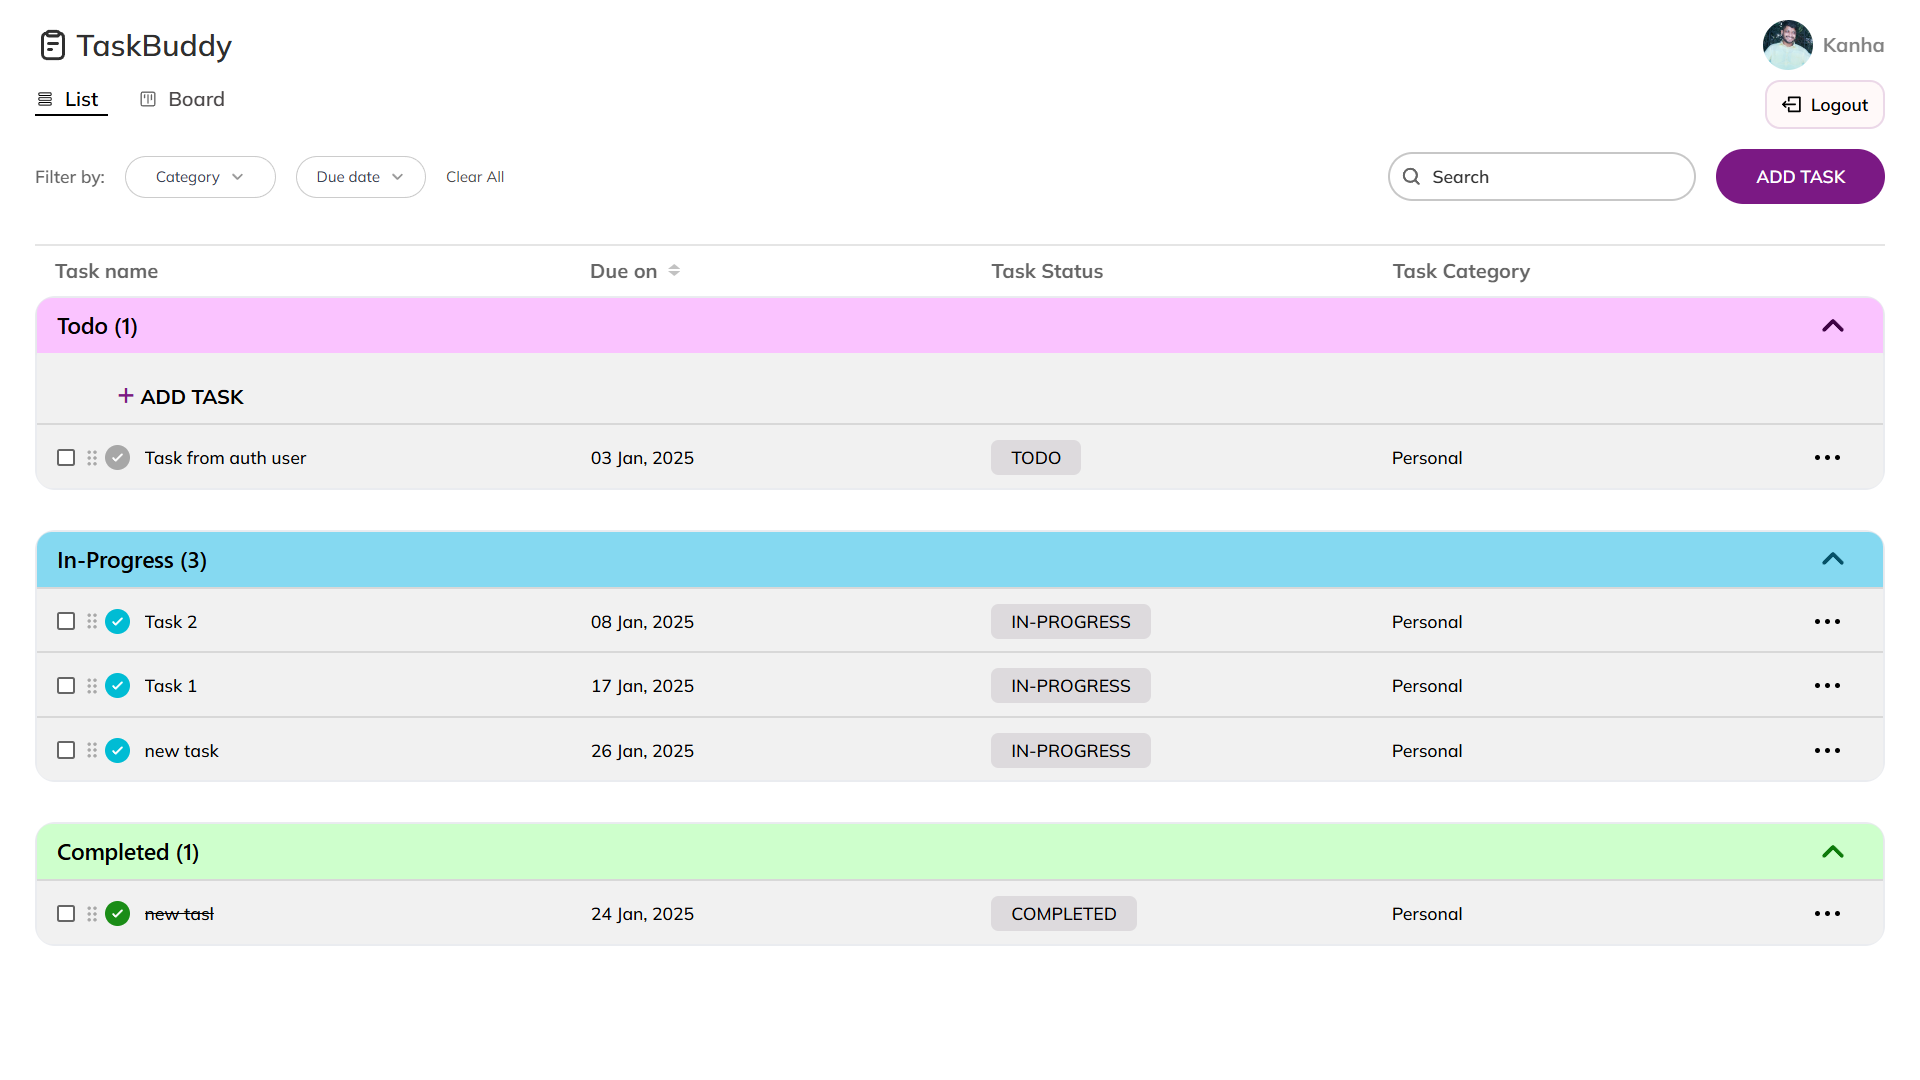 TaskBuddy
Kanha
List
Board
Logout
Filter by:
Category
Due date
Clear All
Search
ADD TASK
Task name
Due on
Task Status
Task Category
Todo (1)
+ ADD TASK
Task from auth user
03 Jan, 2025
TODO
Personal
In-Progress (3)
Task 2
08 Jan, 2025
IN-PROGRESS
Personal
Task 1
17 Jan, 2025
IN-PROGRESS
Personal
new task
26 Jan, 2025
IN-PROGRESS
Personal
Completed (1)
new tasl
24 Jan, 2025
COMPLETED
Personal